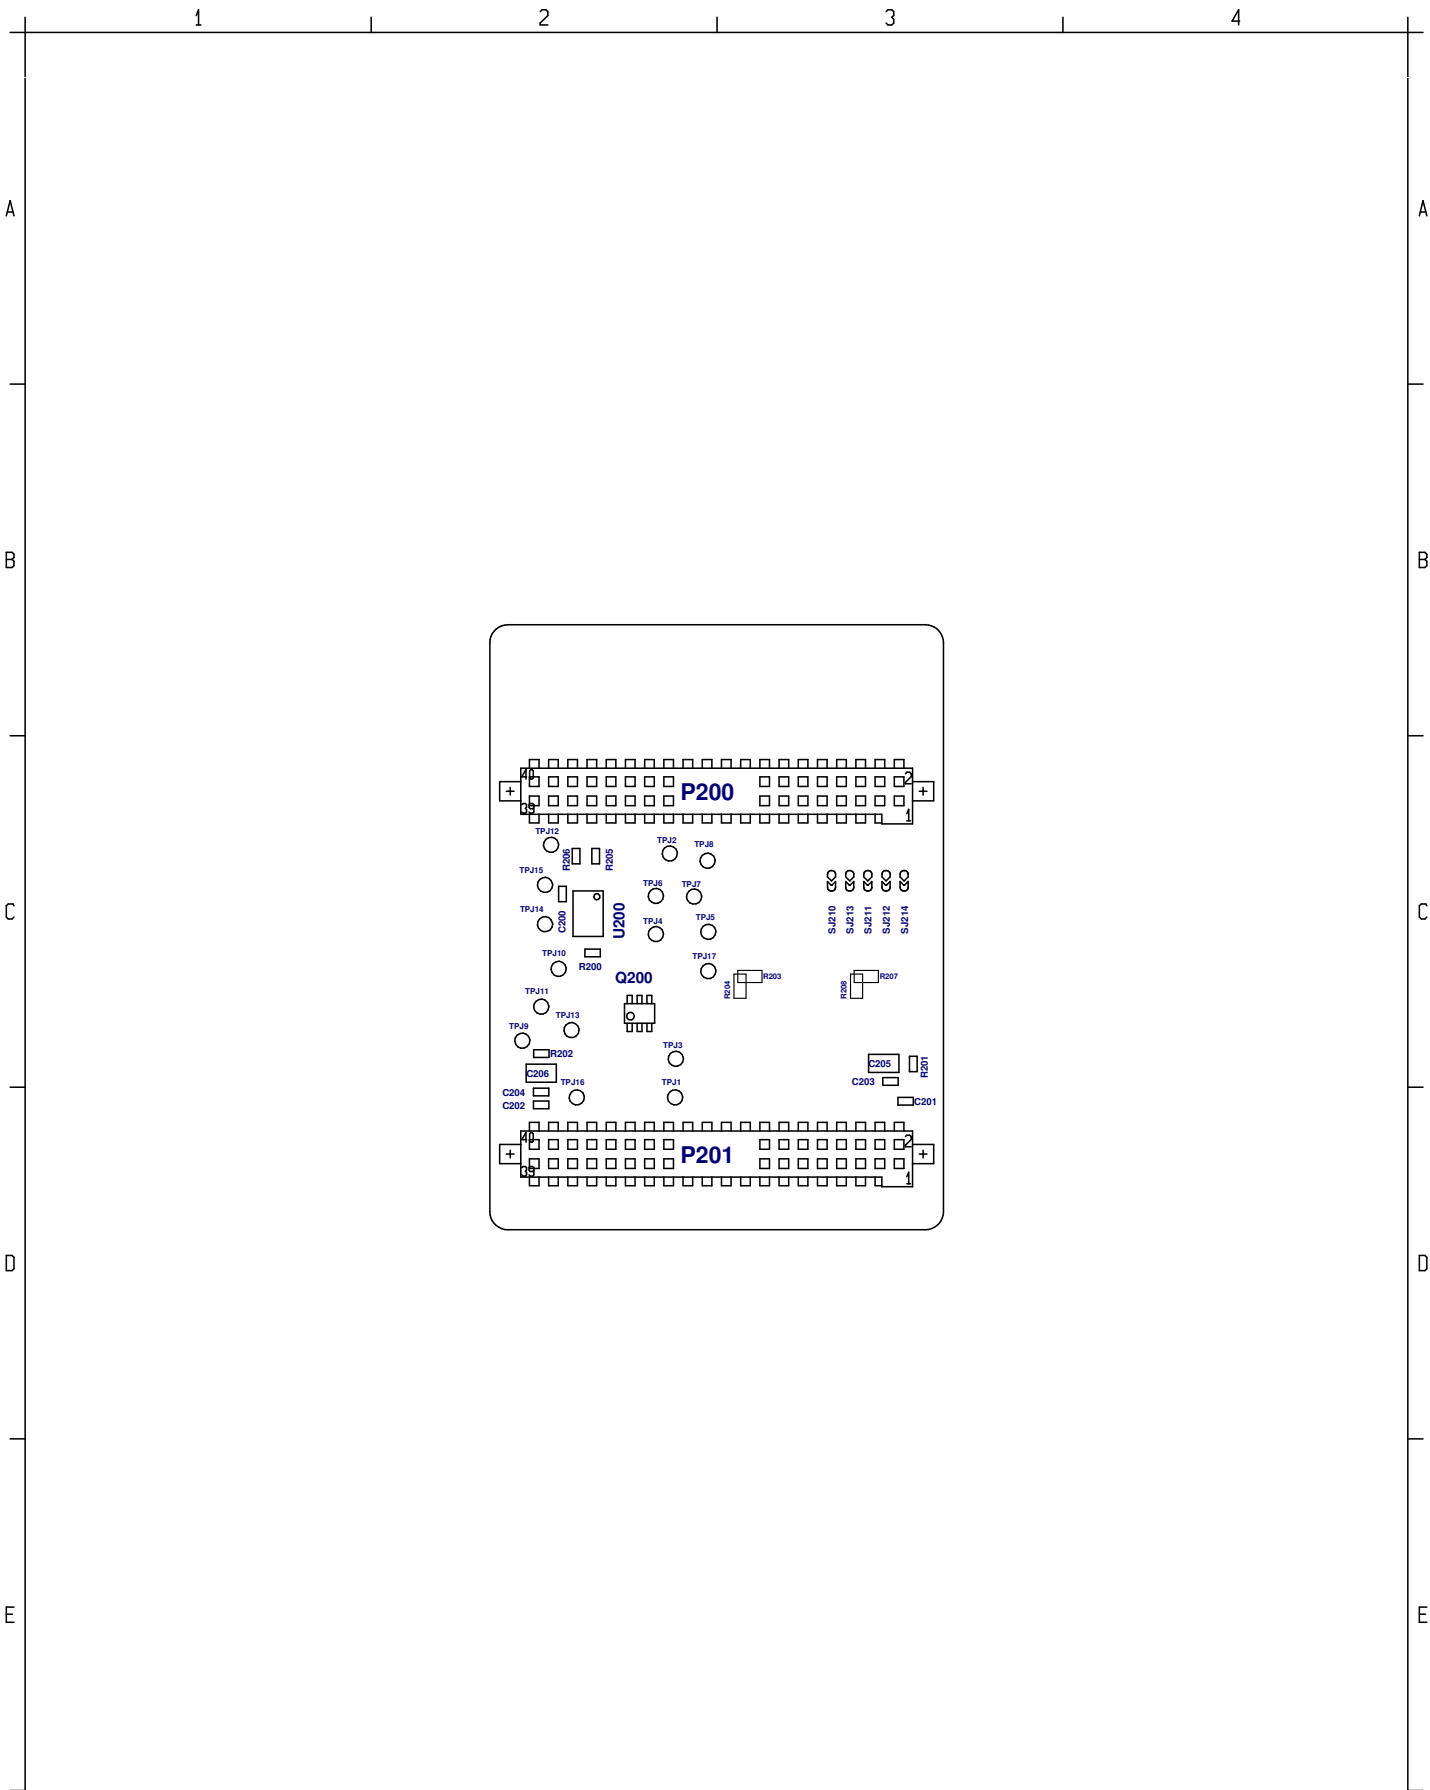 1 2 3 4
A A
B B
40 P200 2
39 1
TPJ12 TPJ2 TPJ8
R206 R205
TPJ15 TPJ6 TPJ7
C C
TPJ14 C200 U200 TPJ4 TPJ5 SJ210 SJ213 SJ211 SJ212 SJ214
TPJ10 R200 TPJ17
Q200 R204 R203 R208 R207
TPJ11
TPJ13
TPJ9
R202 TPJ3 C205 R201
C206
TPJ16 TPJ1 C203
C204
C202 C201
40 P201 2
39 1
D D
E E